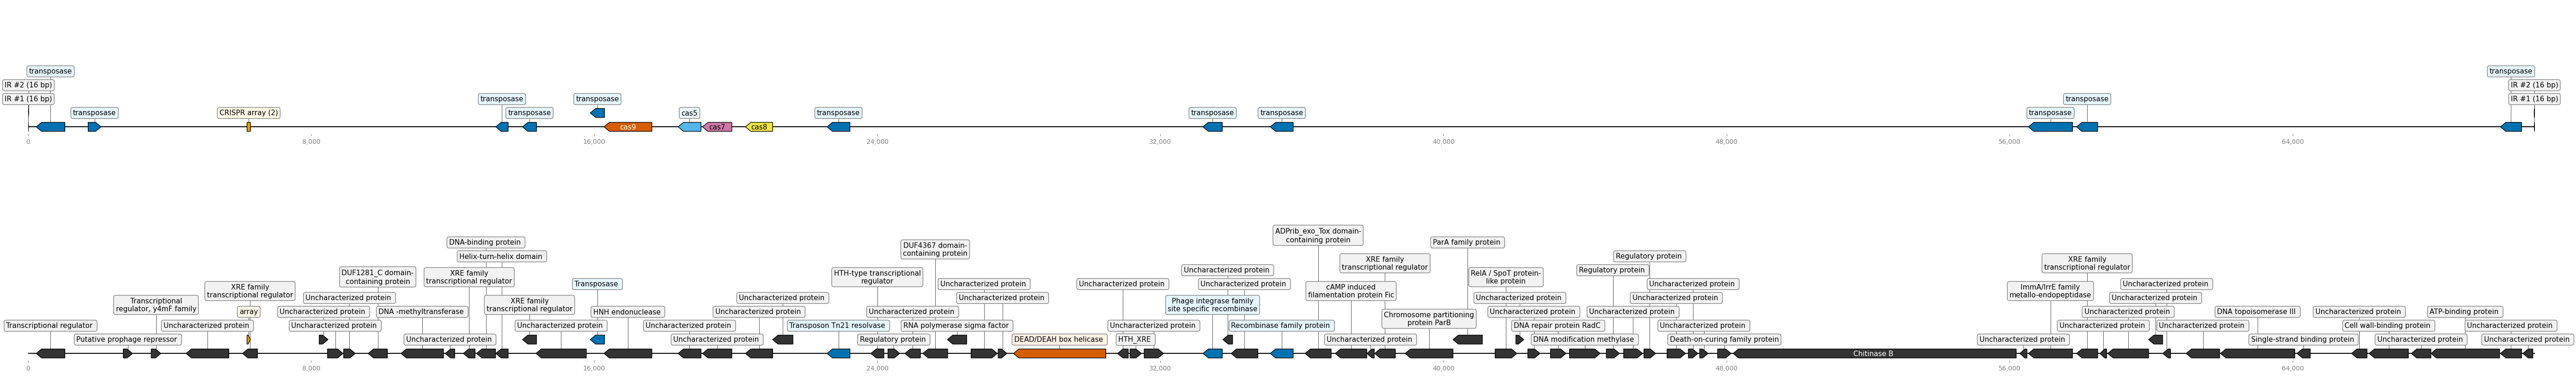 transposase
transposase
IR #2 (16 bp)
IR #2 (16 bp)
IR #1 (16 bp)
transposase
transposase
transposase
transposase
IR #1 (16 bp)
transposase
CRISPR array (2)
transposase
cas5
transposase
transposase
transposase
transposase
cas9
cas7
cas8
0
8,000
16,000
24,000
32,000
40,000
48,000
56,000
64,000
ADPrib_exo_Tox domain-
containing protein
DNA-binding protein
ParA family protein
DUF4367 domain-
containing protein
Helix-turn-helix domain
Regulatory protein
XRE family
transcriptional regulator
XRE family
transcriptional regulator
DUF1281_C domain-
containing protein
XRE family
transcriptional regulator
HTH-type transcriptional
regulator
Uncharacterized protein
Regulatory protein
RelA / SpoT protein-
like protein
Transposase
Uncharacterized protein
Uncharacterized protein
Uncharacterized protein
Uncharacterized protein
Uncharacterized protein
XRE family
transcriptional regulator
cAMP induced
filamentation protein Fic
ImmA/IrrE family
metallo-endopeptidase
Transcriptional
regulator, y4mF family
Uncharacterized protein
XRE family
transcriptional regulator
Uncharacterized protein
Uncharacterized protein
Phage integrase family
site specific recombinase
Uncharacterized protein
Uncharacterized protein
Uncharacterized protein
array
Uncharacterized protein
DNA -methyltransferase
HNH endonuclease
Uncharacterized protein
Uncharacterized protein
Chromosome partitioning
protein ParB
Uncharacterized protein
Uncharacterized protein
Uncharacterized protein
DNA topoisomerase III
Uncharacterized protein
ATP-binding protein
Transcriptional regulator
Uncharacterized protein
Uncharacterized protein
Uncharacterized protein
Uncharacterized protein
Transposon Tn21 resolvase
RNA polymerase sigma factor
Uncharacterized protein
Recombinase family protein
DNA repair protein RadC
Uncharacterized protein
Uncharacterized protein
Uncharacterized protein
Cell wall-binding protein
Uncharacterized protein
Putative prophage repressor
Uncharacterized protein
Uncharacterized protein
Regulatory protein
DEAD/DEAH box helicase
HTH_XRE
Uncharacterized protein
DNA modification methylase
Death-on-curing family protein
Uncharacterized protein
Uncharacterized protein
Single-strand binding protein
Uncharacterized protein
Uncharacterized protein
Chitinase B
0
8,000
16,000
24,000
32,000
40,000
48,000
56,000
64,000